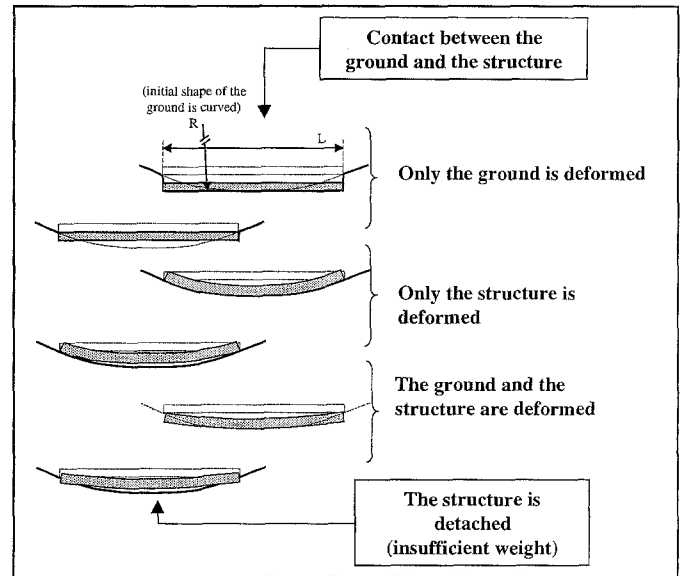 Contact between the
ground and the structure
(initial shape of the
ground is curved)
R
L
Only the ground is deformed
Only the structure is
deformed
The ground and the
structure are deformed
The structure is
detached
(insufficient weight)